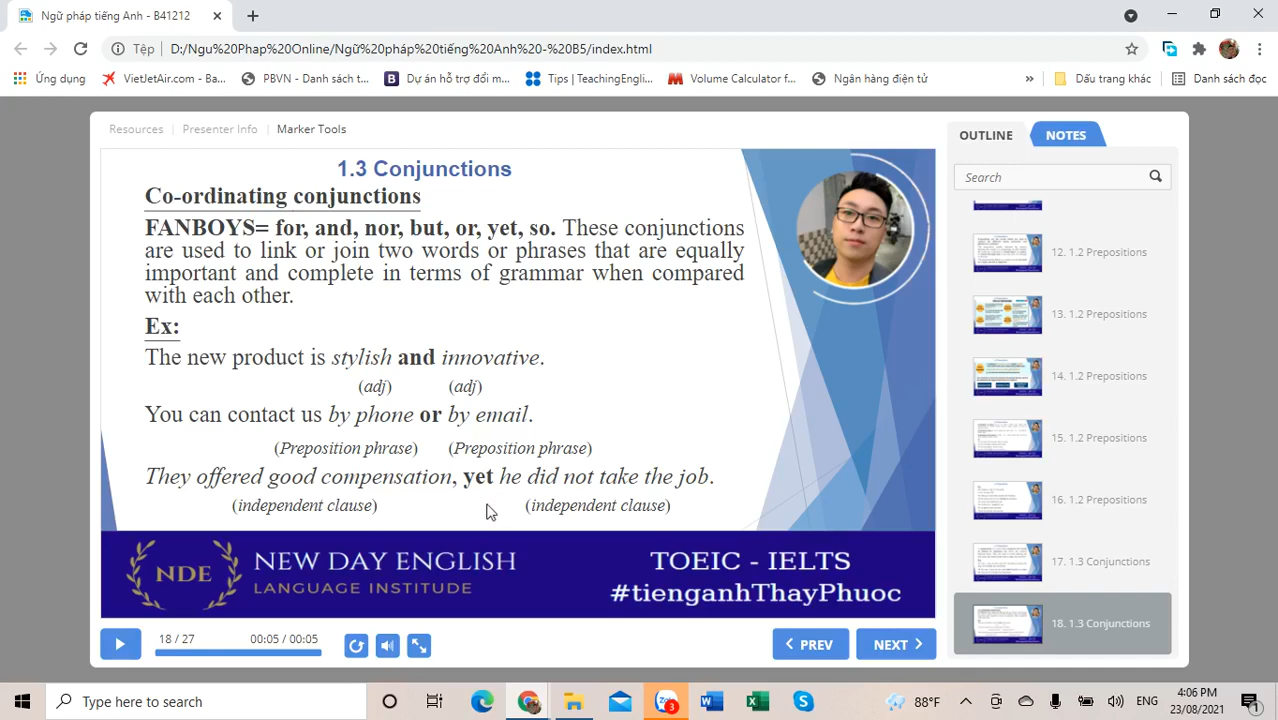 Ngữ pháp tiếng Anh - B41212
Tệp
D:/Ngu%20Phap%20Online/Ngữ%20pháp%20tiếng%20Anh%20-%20B5/index.html
Ứng dụng
VietJetAir.com - Ba...
PBVN - Danh sách t...
Dự án hỗ trợ đổi m...
Tips | TeachingEngli...
Volume Calculator f...
Ngân hàng điện tử
»
Dấu trang khác
Danh sách đọc
Resources | Presenter Info | Marker Tools
1.3 Conjunctions
Co-ordinating conjunctions
FANBOYS= for, and, nor, but, or, yet, so. These conjunctions
are used to link or join two words or phrases that are equally
important and complete in terms of grammar when compared
with each other.
Ex:
The new product is stylish and innovative.
(adj) (adj)
You can contact us by phone or by email.
(Preposition phrase) (Preposition phrase)
They offered good compensation, yet he did not take the job.
(independent clause) (independent clause)
NDE
NEW DAY ENGLISH
LANGUAGE INSTITUDE
TOEIC - IELTS
#tienganhThayPhuoc
18 / 27
00:05 / 00:05
PREV
NEXT
OUTLINE
NOTES
Search
12. 1.2 Prepositions
13. 1.2 Prepositions
14. 1.2 Prepositions
15. 1.2 Prepositions
16. 1.2 Prepositions
17. 1.3 Conjunctions
18. 1.3 Conjunctions
Type here to search
3
88°F
ENG
4:06 PM
23/08/2021
1